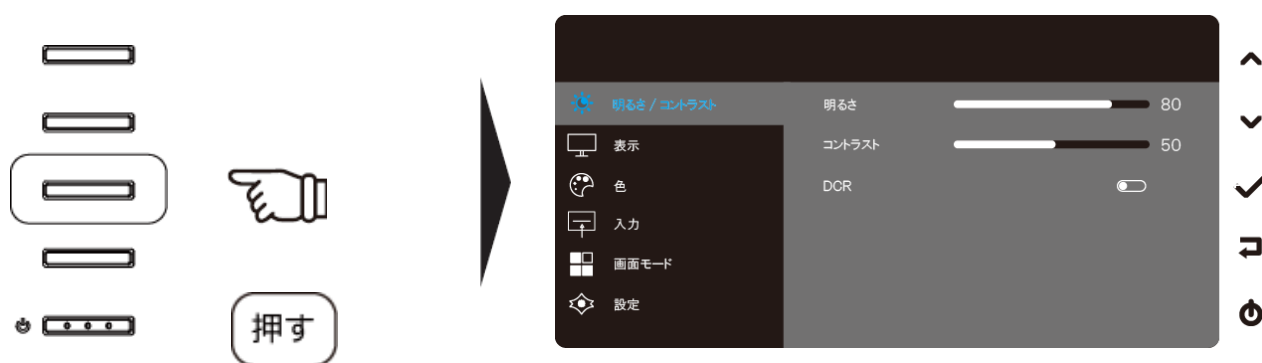 明るさ / コントラスト
明るさ 80
表示
コントラスト 50
色
DCR
入力
画面モード
設定
押す